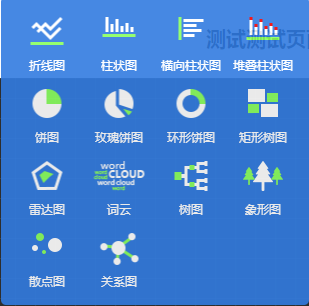 测试测试页面
折线图 柱状图 横向柱状图 堆叠柱状图
饼图 玫瑰饼图 环形饼图 矩形树图
word
word CLOUD
word cloud
word
雷达图 词云 树图 象形图
散点图 关系图